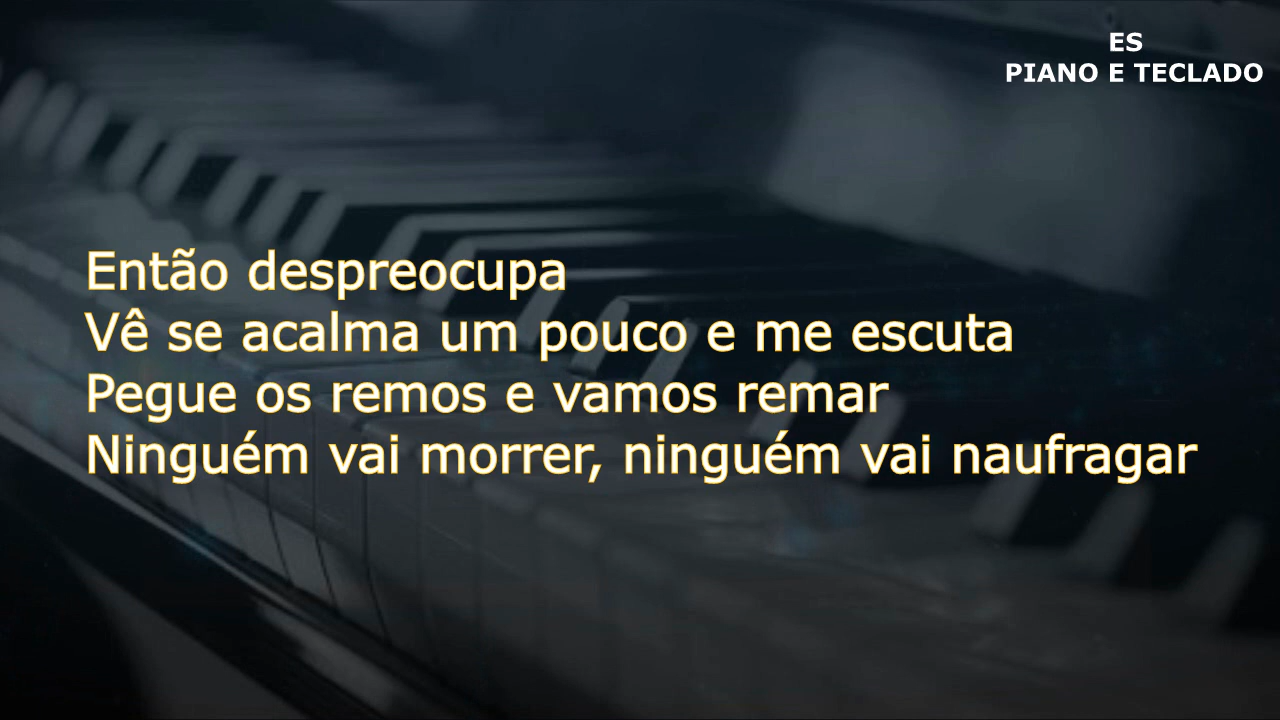 ES
PIANO E TECLADO
Então despreocupa
Vê se acalma um pouco e me escuta
Pegue os remos e vamos remar
Ninguém vai morrer, ninguém vai naufragar